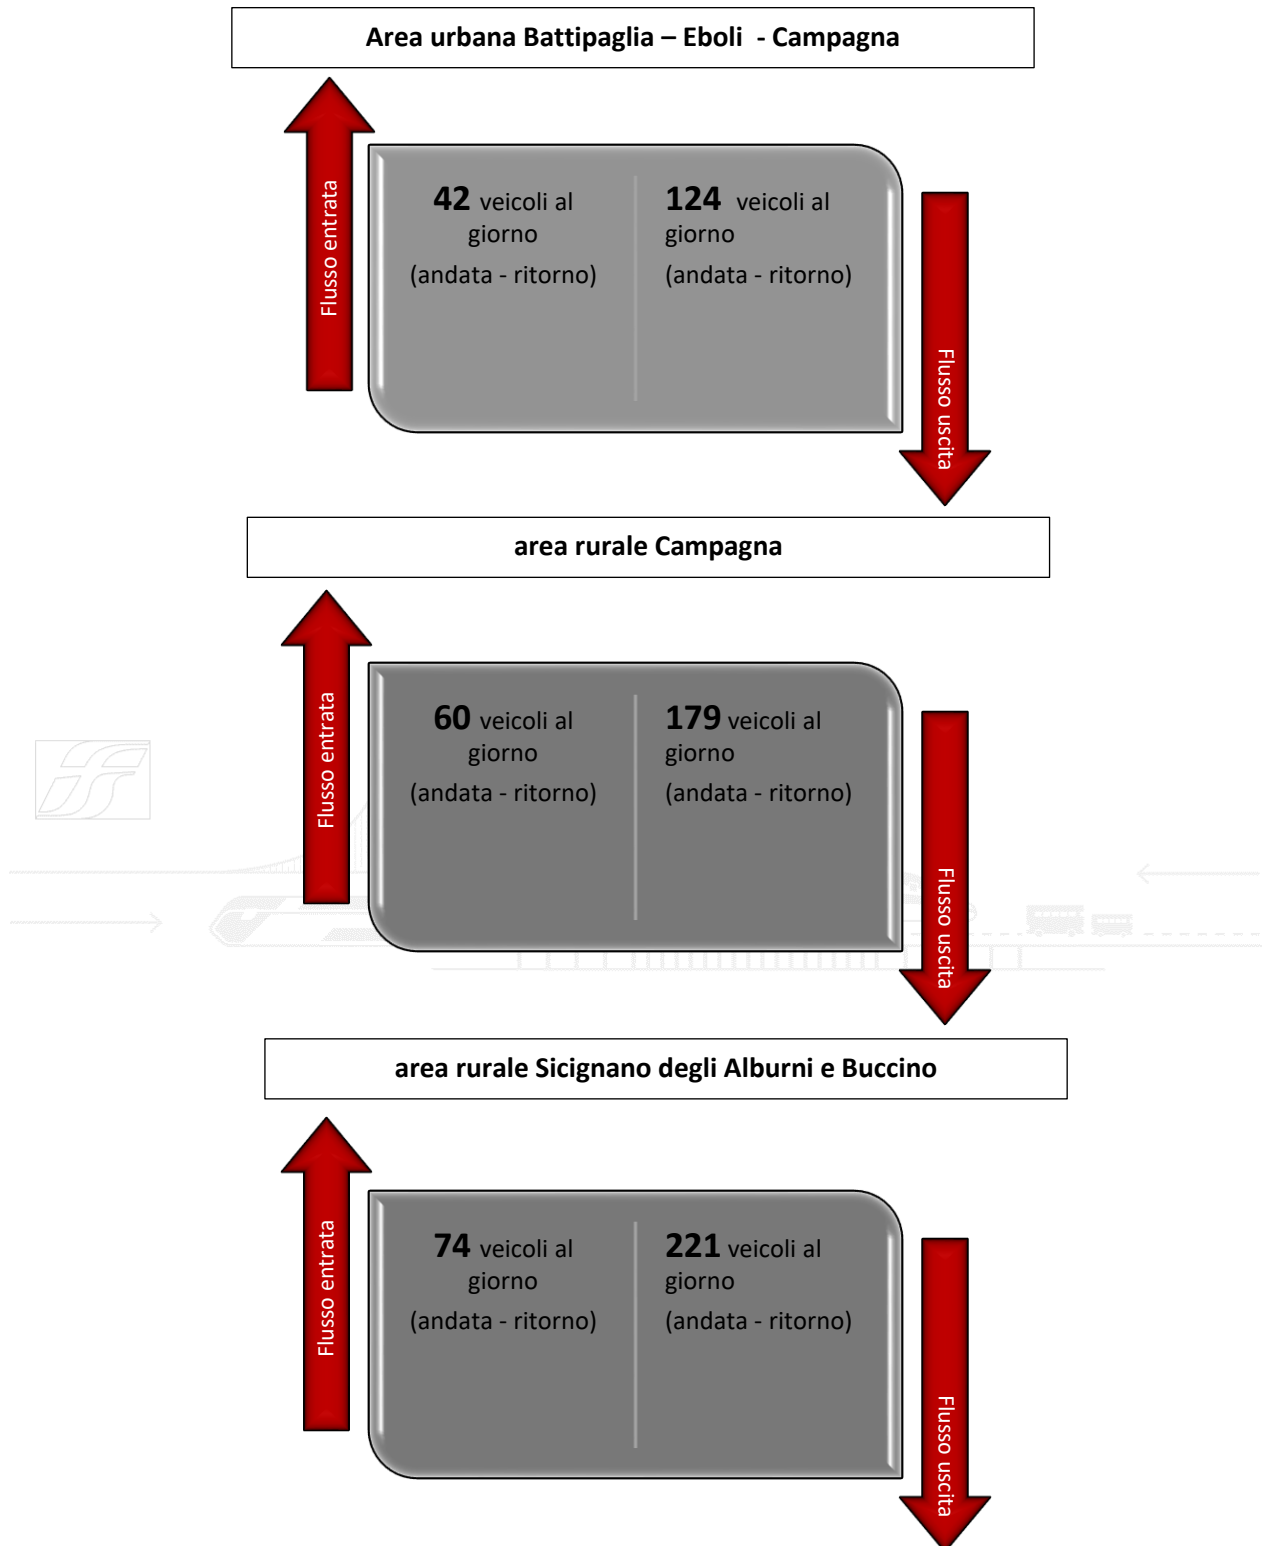 Area urbana Battipaglia – Eboli - Campagna
Flusso entrata
42 veicoli al
giorno
(andata - ritorno)
124 veicoli al
giorno
(andata - ritorno)
Flusso uscita
area rurale Campagna
Flusso entrata
60 veicoli al
giorno
(andata - ritorno)
179 veicoli al
giorno
(andata - ritorno)
Flusso uscita
area rurale Sicignano degli Alburni e Buccino
Flusso entrata
74 veicoli al
giorno
(andata - ritorno)
221 veicoli al
giorno
(andata - ritorno)
Flusso uscita